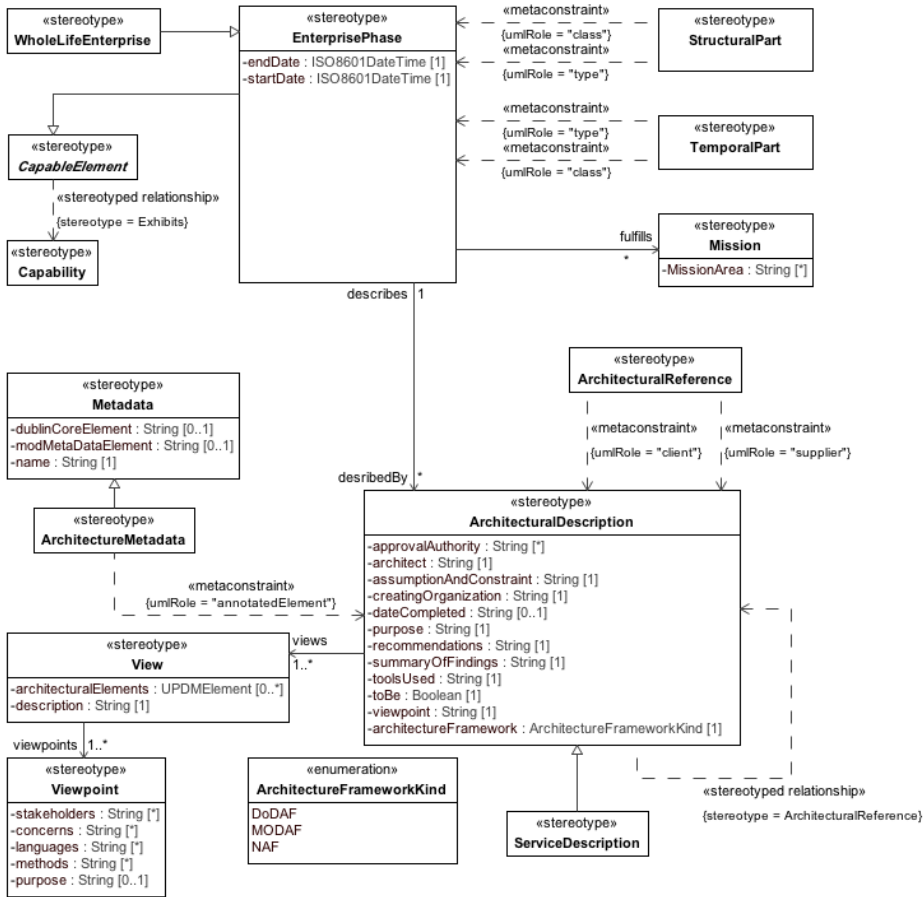 «stereotype»
WholeLifeEnterprise
«stereotype»
EnterprisePhase
-endDate : ISO8601DateTime [1]
-startDate : ISO8601DateTime [1]
«metaconstraint»
{umlRole = "class"}
«metaconstraint»
{umlRole = "type"}
«stereotype»
StructuralPart
«metaconstraint»
{umlRole = "type"}
«metaconstraint»
{umlRole = "class"}
«stereotype»
TemporalPart
«stereotype»
CapableElement
«stereotyped relationship»
{stereotype = Exhibits}
«stereotype»
Capability
fulfills
*
«stereotype»
Mission
-MissionArea : String [*]
describes 1
«stereotype»
ArchitecturalReference
«metaconstraint»
{umlRole = "client"}
«metaconstraint»
{umlRole = "supplier"}
«stereotype»
Metadata
-dublinCoreElement : String [0..1]
-modMetaDataElement : String [0..1]
-name : String [1]
desribedBy *
«stereotype»
ArchitectureMetadata
«metaconstraint»
{umlRole = "annotatedElement"}
«stereotype»
ArchitecturalDescription
-approvalAuthority : String [*]
-architect : String [1]
-assumptionAndConstraint : String [1]
-creatingOrganization : String [1]
-dateCompleted : String [0..1]
-purpose : String [1]
-recommendations : String [1]
-summaryOfFindings : String [1]
-toolsUsed : String [1]
-toBe : Boolean [1]
-viewpoint : String [1]
-architectureFramework : ArchitectureFrameworkKind [1]
views
1..*
«stereotype»
View
-architecturalElements : UPDMElement [0..*]
-description : String [1]
viewpoints 1..*
«stereotype»
Viewpoint
-stakeholders : String [*]
-concerns : String [*]
-languages : String [*]
-methods : String [*]
-purpose : String [0..1]
«enumeration»
ArchitectureFrameworkKind
DoDAF
MODAF
NAF
«stereotype»
ServiceDescription
«stereotyped relationship»
{stereotype = ArchitecturalReference}